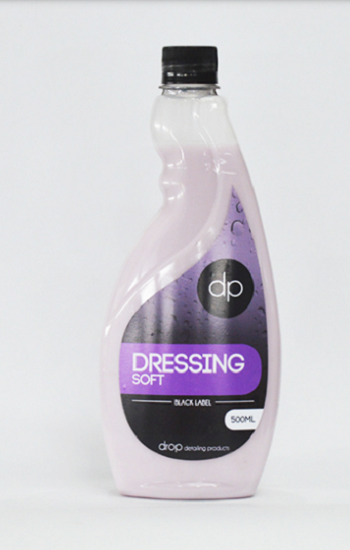 dp
DRESSING
SOFT
BLACK LABEL
500ML
drop detailing products